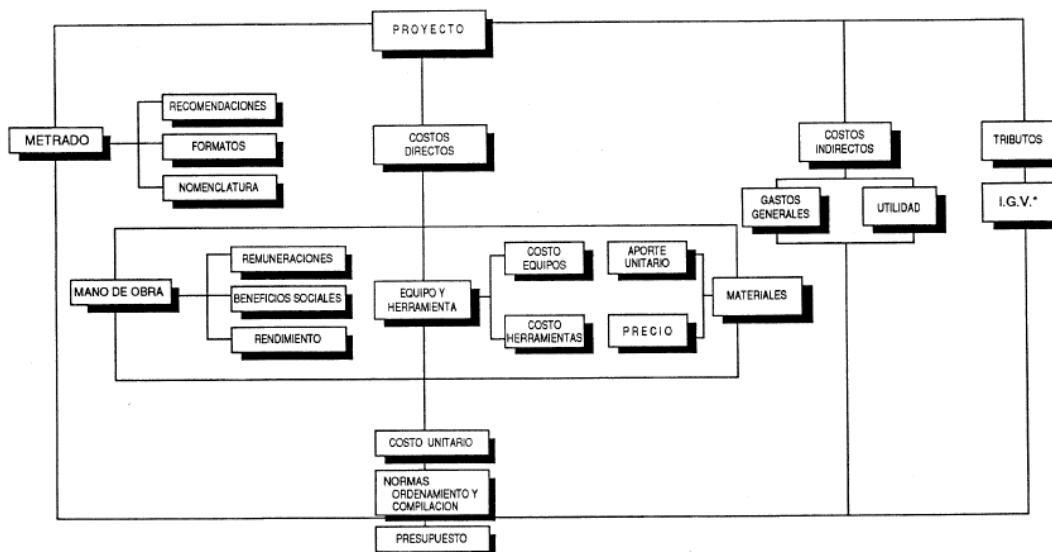 PROYECTO
RECOMENDACIONES
METRADO
FORMATOS
NOMENCLATURA
COSTOS
DIRECTOS
COSTOS
INDIRECTOS
TRIBUTOS
GASTOS
GENERALES
UTILIDAD
I.G.V.*
MANO DE OBRA
REMUNERACIONES
BENEFICIOS SOCIALES
RENDIMIENTO
EQUIPO Y
HERRAMIENTA
COSTO
EQUIPOS
COSTO
HERRAMIENTAS
APORTE
UNITARIO
PRECIO
MATERIALES
COSTO UNITARIO
NORMAS
ORDENAMIENTO Y
COMPILACION
PRESUPUESTO